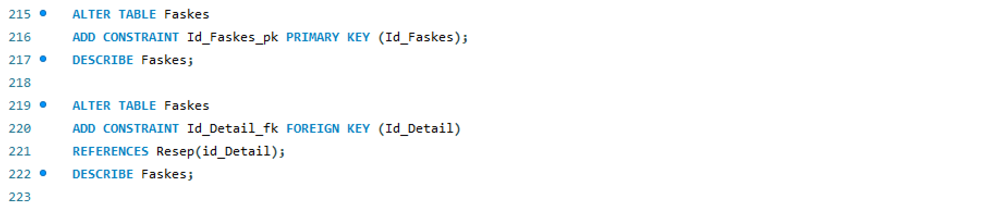 215 ALTER TABLE Faskes
216 ADD CONSTRAINT Id_Faskes_pk PRIMARY KEY (Id_Faskes);
217 DESCRIBE Faskes;
218
219 ALTER TABLE Faskes
220 ADD CONSTRAINT Id_Detail_fk FOREIGN KEY (Id_Detail)
221 REFERENCES Resep(id_Detail);
222 DESCRIBE Faskes;
223